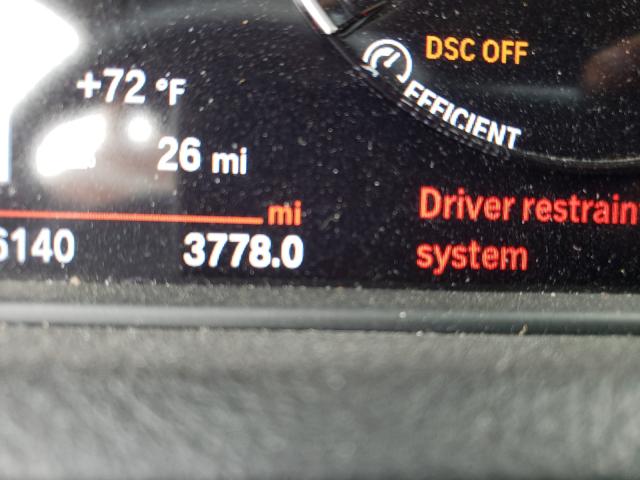 DSC OFF
+72 °F
EFFICIENT
26 mi
mi
Driver restrain
6140 3778.0
system